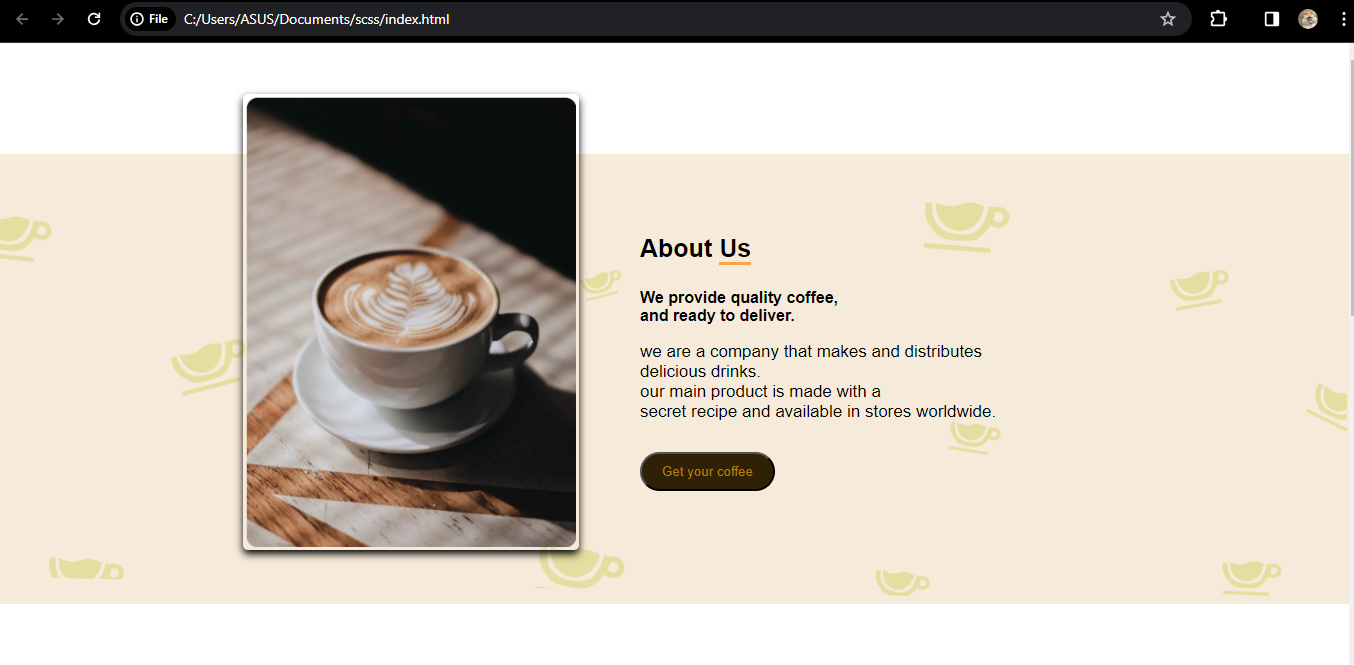 File C:/Users/ASUS/Documents/scss/index.html
About Us
We provide quality coffee,
and ready to deliver.
we are a company that makes and distributes
delicious drinks.
our main product is made with a
secret recipe and available in stores worldwide.
Get your coffee